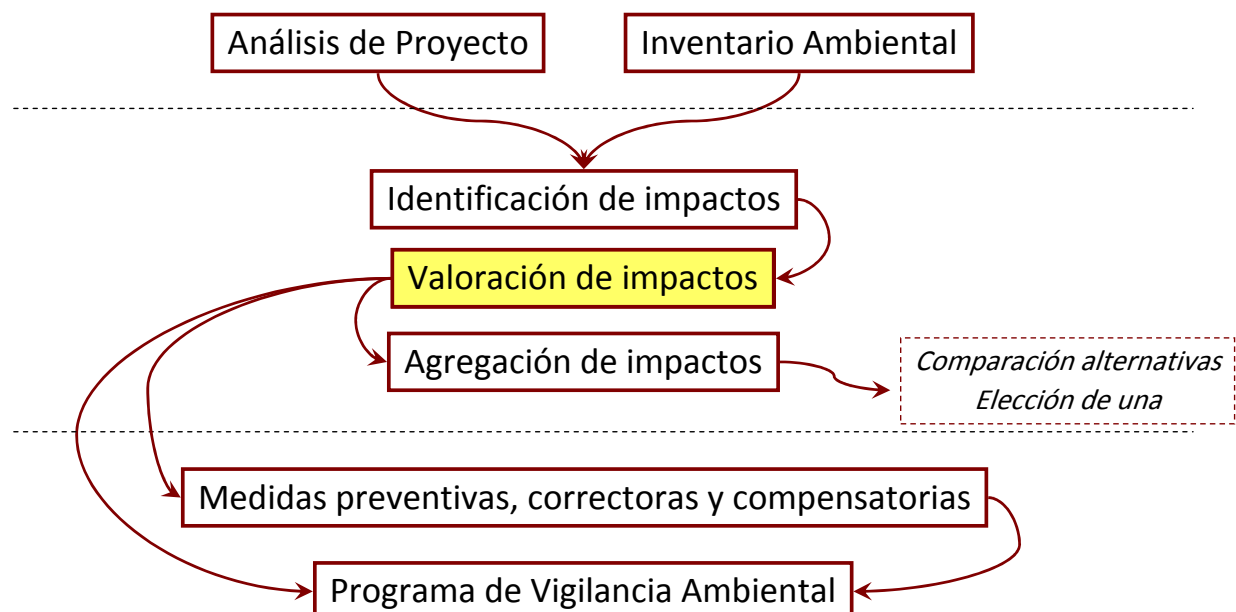 Análisis de Proyecto
Inventario Ambiental
Identificación de impactos
Valoración de impactos
Agregación de impactos
Comparación alternativas
Elección de una
Medidas preventivas, correctoras y compensatorias
Programa de Vigilancia Ambiental